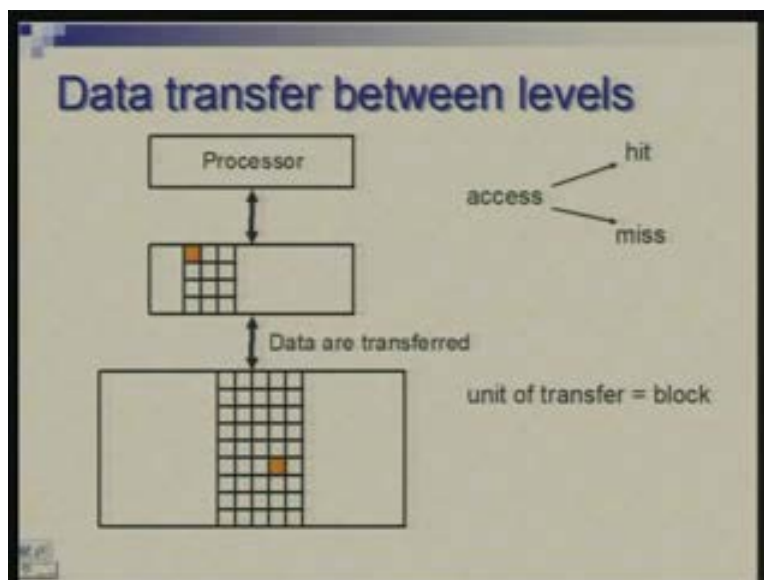 Data transfer between levels
Processor
access
hit
miss
Data are transferred
unit of transfer = block